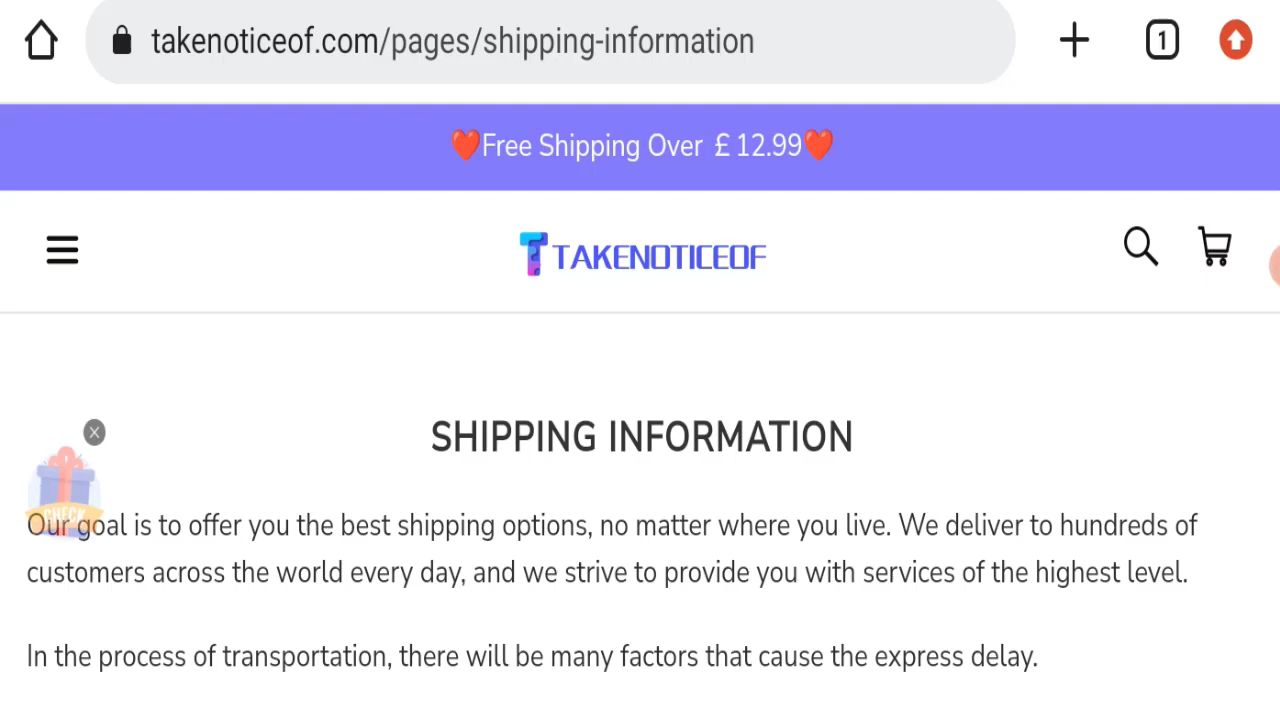 takenoticeof.com/pages/shipping-information
1
❤️Free Shipping Over £12.99❤️
TAKENOTICEOF
SHIPPING INFORMATION
CHECK
Our goal is to offer you the best shipping options, no matter where you live. We deliver to hundreds of
customers across the world every day, and we strive to provide you with services of the highest level.
In the process of transportation, there will be many factors that cause the express delay.